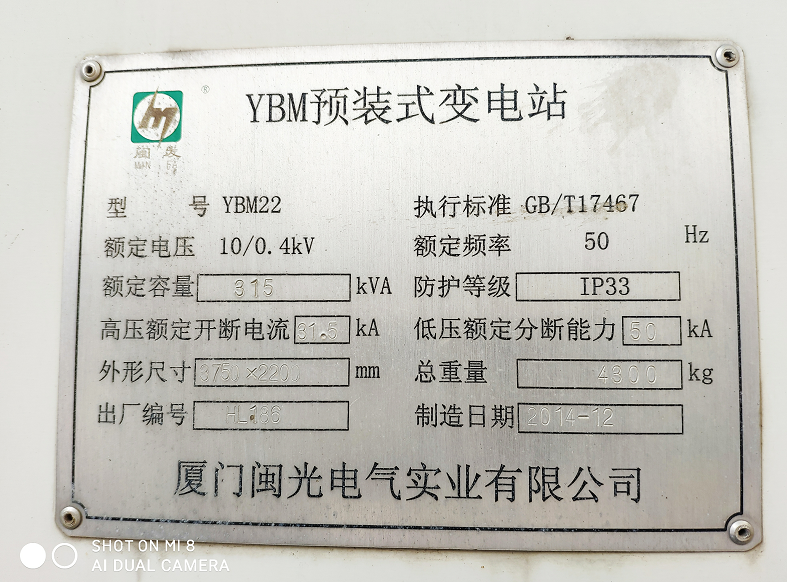 YBM预装式变电站
®
型 号 YBM22 执行标准 GB/T17467
额定电压 10/0.4kV 额定频率 50 Hz
额定容量 315 kVA 防护等级 IP33
高压额定开断电流 31.5 kA 低压额定分断能力 50 kA
外形尺寸 3750×2200 mm 总重量 4300 kg
出厂编号 HL136 制造日期 2014-12
厦门闽光电气实业有限公司
SHOT ON MI 8
AI DUAL CAMERA